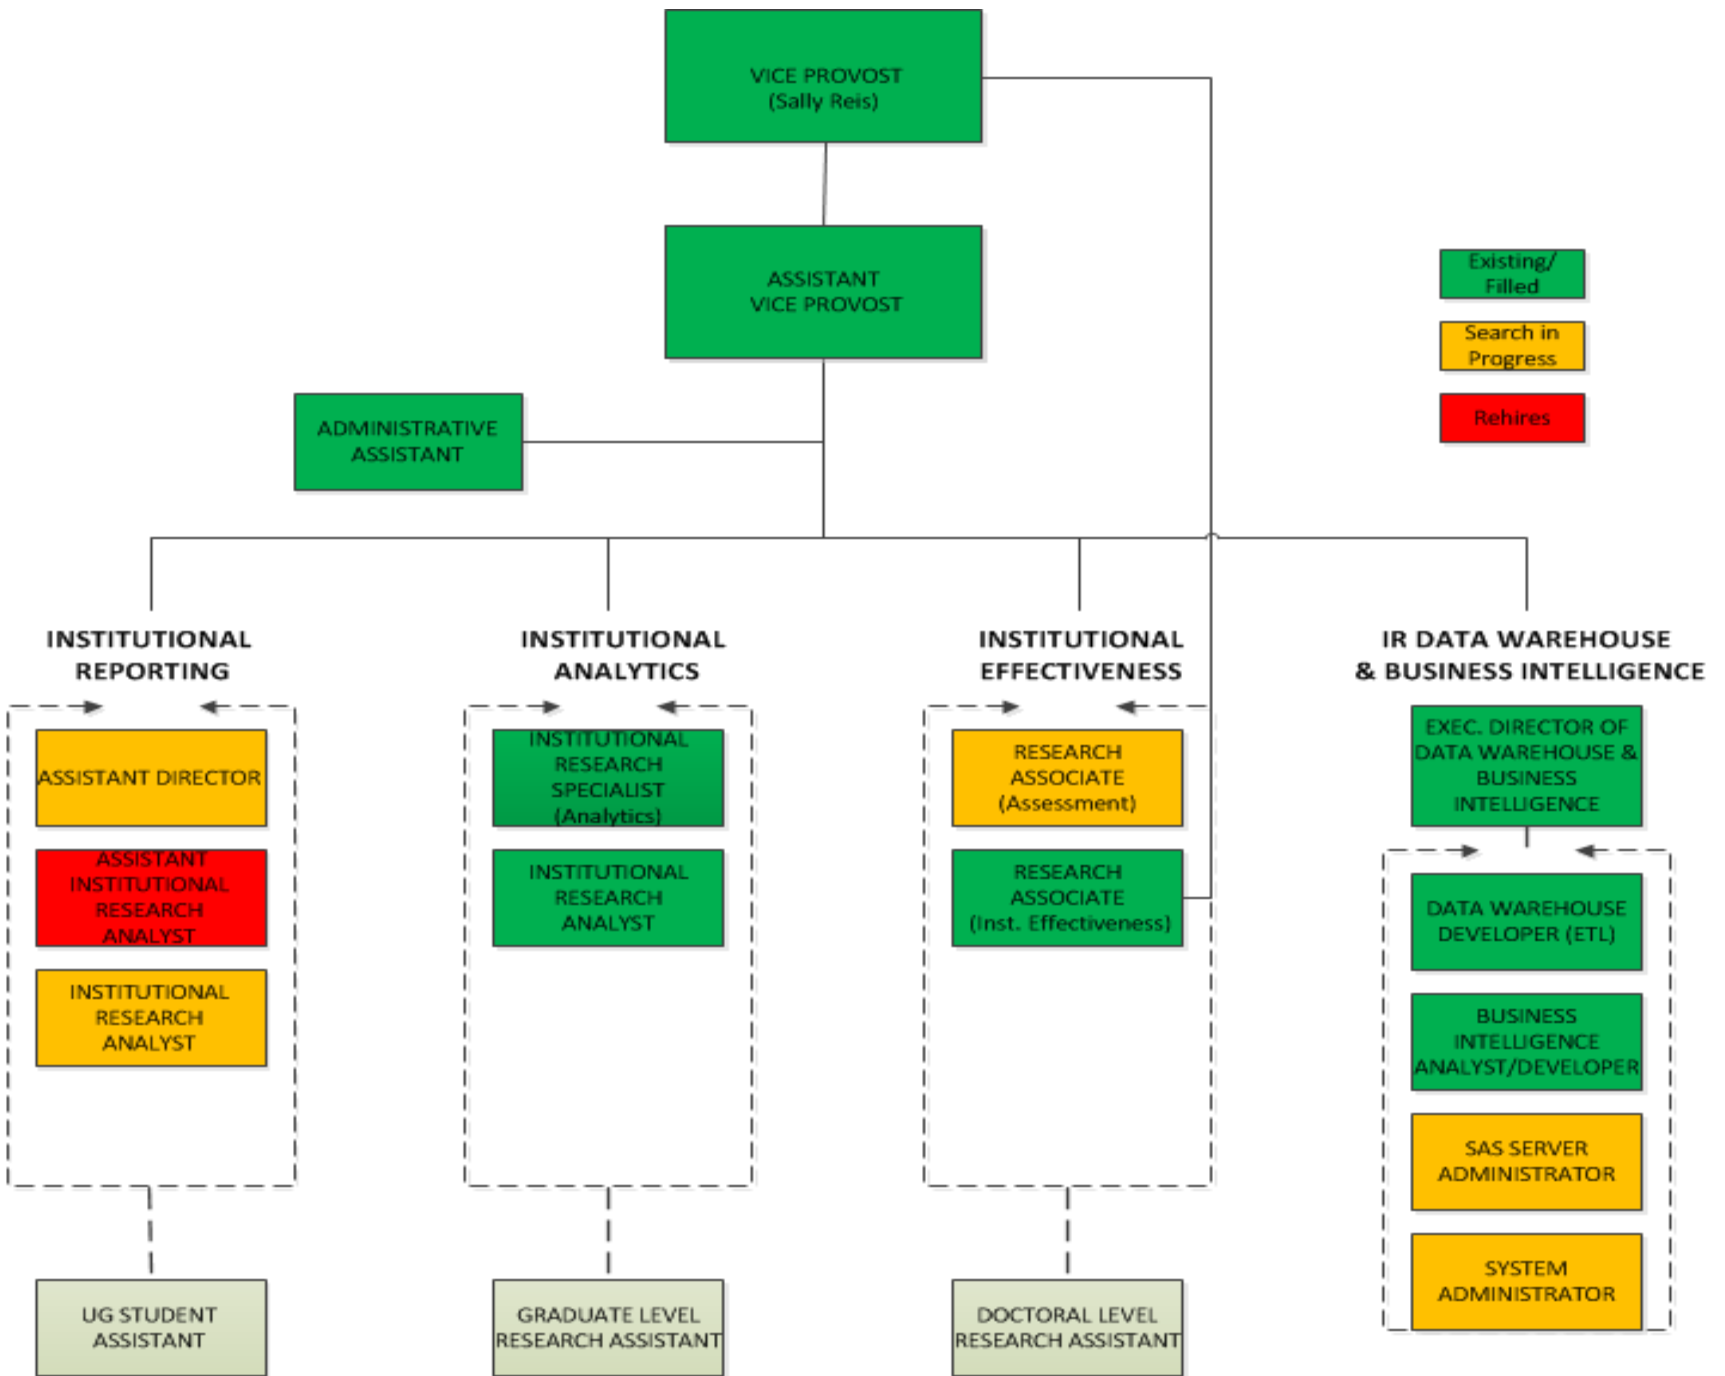 VICE PROVOST
(Sally Reis)
ASSISTANT
VICE PROVOST
Existing/
Filled
Search in
Progress
Rehires
ADMINISTRATIVE
ASSISTANT
INSTITUTIONAL
REPORTING
ASSISTANT DIRECTOR
ASSISTANT
INSTITUTIONAL
RESEARCH
ANALYST
INSTITUTIONAL
RESEARCH
ANALYST
UG STUDENT
ASSISTANT
INSTITUTIONAL
ANALYTICS
INSTITUTIONAL
RESEARCH
SPECIALIST
(Analytics)
INSTITUTIONAL
RESEARCH
ANALYST
GRADUATE LEVEL
RESEARCH ASSISTANT
INSTITUTIONAL
EFFECTIVENESS
RESEARCH
ASSOCIATE
(Assessment)
RESEARCH
ASSOCIATE
(Inst. Effectiveness)
DOCTORAL LEVEL
RESEARCH ASSISTANT
IR DATA WAREHOUSE
& BUSINESS INTELLIGENCE
EXEC. DIRECTOR OF
DATA WAREHOUSE &
BUSINESS
INTELLIGENCE
DATA WAREHOUSE
DEVELOPER (ETL)
BUSINESS
INTELLIGENCE
ANALYST/DEVELOPER
SAS SERVER
ADMINISTRATOR
SYSTEM
ADMINISTRATOR